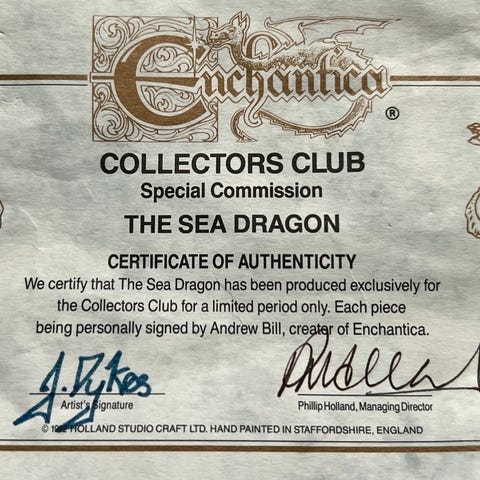 Enchantica
®
COLLECTORS CLUB
Special Commission
THE SEA DRAGON
CERTIFICATE OF AUTHENTICITY
We certify that The Sea Dragon has been produced exclusively for
the Collectors Club for a limited period only. Each piece
being personally signed by Andrew Bill, creator of Enchantica.
J. Dykes
Artist's Signature
Phillip Holland, Managing Director
© HOLLAND STUDIO CRAFT LTD. HAND PAINTED IN STAFFORDSHIRE, ENGLAND